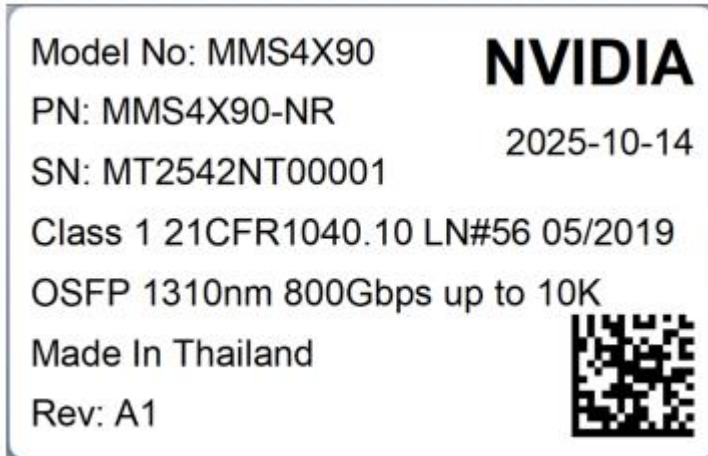 Model No: MMS4X90
NVIDIA
PN: MMS4X90-NR
2025-10-14
SN: MT2542NT00001
Class 1 21CFR1040.10 LN#56 05/2019
OSFP 1310nm 800Gbps up to 10K
Made In Thailand
Rev: A1